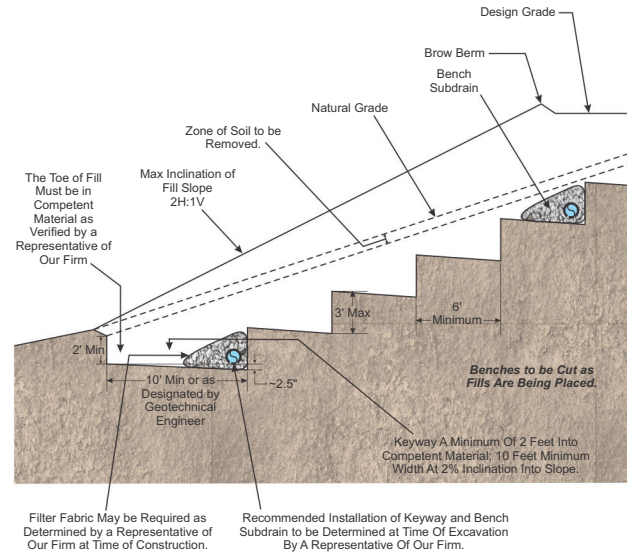 Design Grade
Brow Berm
Bench
Subdrain
Natural Grade
Zone of Soil to be
Removed.
The Toe of Fill
Must be in
Competent
Material as
Verified by a
Representative of
Our Firm
Max Inclination of
Fill Slope
2H:1V
3' Max
6'
Minimum
2' Min
10' Min or as
Designated by
Geotechnical
Engineer
~2.5"
Benches to be Cut as
Fills Are Being Placed.
Keyway A Minimum Of 2 Feet Into
Competent Material; 10 Feet Minimum
Width At 2% Inclination Into Slope.
Filter Fabric May be Required as
Determined by a Representative of
Our Firm at Time of Construction.
Recommended Installation of Keyway and Bench
Subdrain to be Determined at Time Of Excavation
By A Representative Of Our Firm.